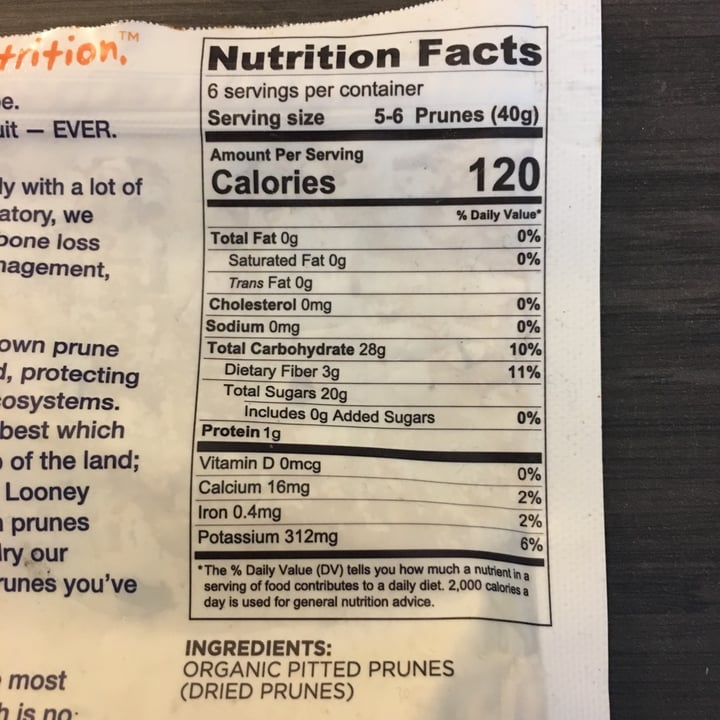 trition.™
e.
uit — EVER.
ly with a lot of
atory, we
bone loss
nagement,
own prune
d, protecting
cosystems.
best which
of the land;
Looney
n prunes
dry our
runes you've
most
h is no
Nutrition Facts
6 servings per container
Serving size 5-6 Prunes (40g)
Amount Per Serving
Calories 120
% Daily Value*
Total Fat 0g 0%
Saturated Fat 0g 0%
Trans Fat 0g
Cholesterol 0mg 0%
Sodium 0mg 0%
Total Carbohydrate 28g 10%
Dietary Fiber 3g 11%
Total Sugars 20g
Includes 0g Added Sugars 0%
Protein 1g
Vitamin D 0mcg 0%
Calcium 16mg 2%
Iron 0.4mg 2%
Potassium 312mg 6%
*The % Daily Value (DV) tells you how much a nutrient in a
serving of food contributes to a daily diet. 2,000 calories a
day is used for general nutrition advice.
INGREDIENTS:
ORGANIC PITTED PRUNES
(DRIED PRUNES)